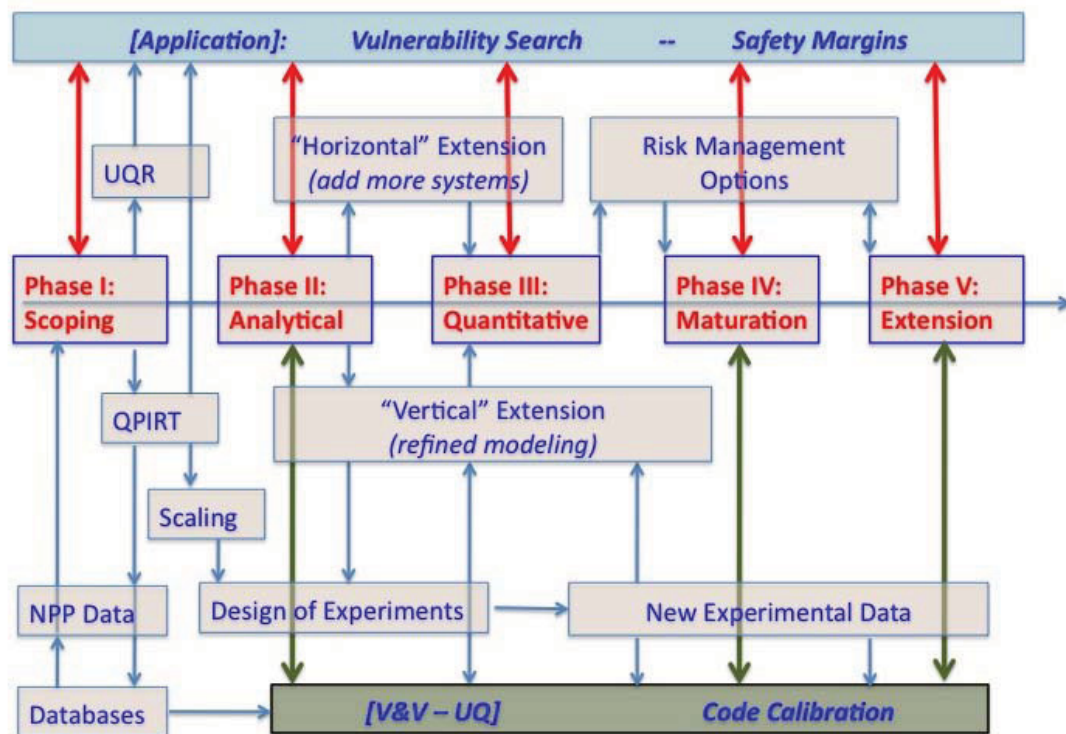 [Application]: Vulnerability Search -- Safety Margins
UQR
“Horizontal” Extension
(add more systems)
Risk Management
Options
Phase I:
Scoping
Phase II:
Analytical
Phase III:
Quantitative
Phase IV:
Maturation
Phase V:
Extension
QPIRT
“Vertical” Extension
(refined modeling)
Scaling
NPP Data
Design of Experiments
New Experimental Data
Databases
[V&V – UQ] Code Calibration